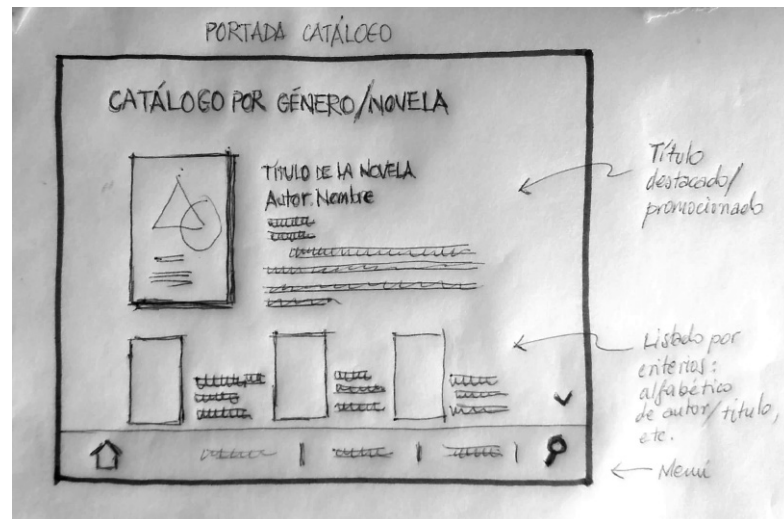 PORTADA CATÁLOGO
CATÁLOGO POR GÉNERO/NOVELA
TÍTULO DE LA NOVELA
Autor: Nombre
Título
destacado/
promocionado
Listado por
criterios:
alfabético
de autor/título,
etc.
Menú